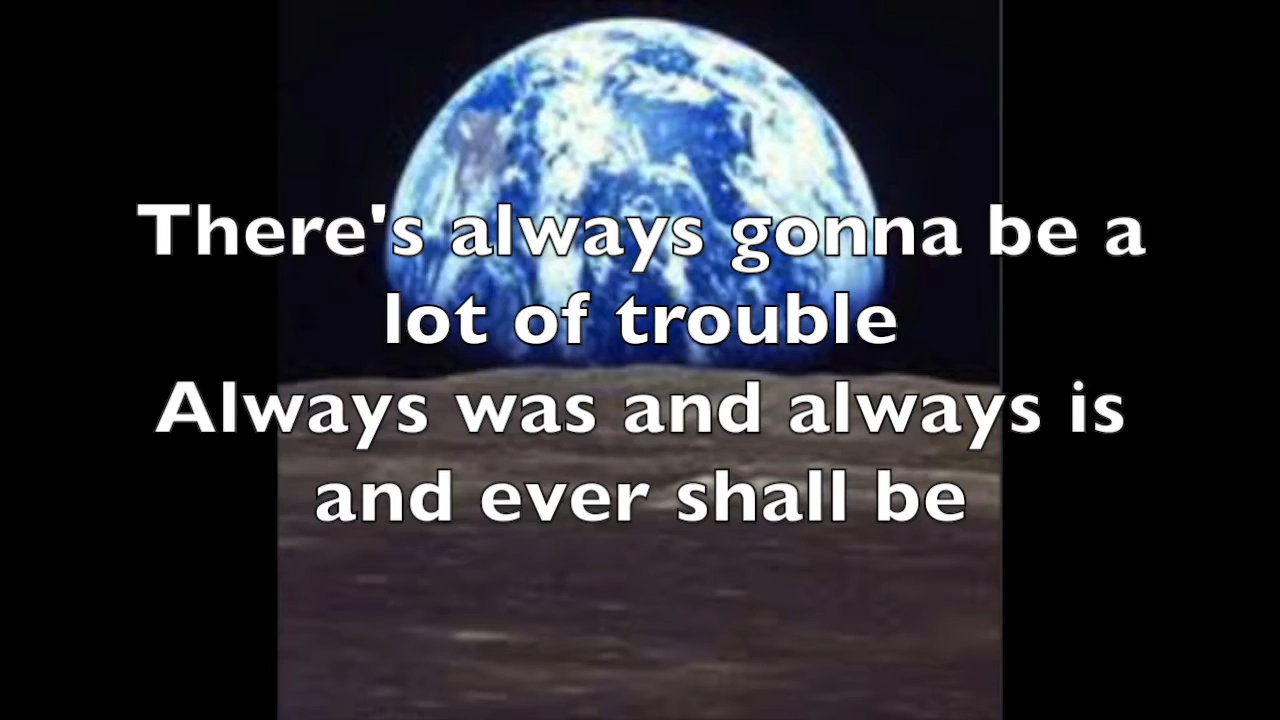 There's always gonna be a
lot of trouble
Always was and always is
and ever shall be